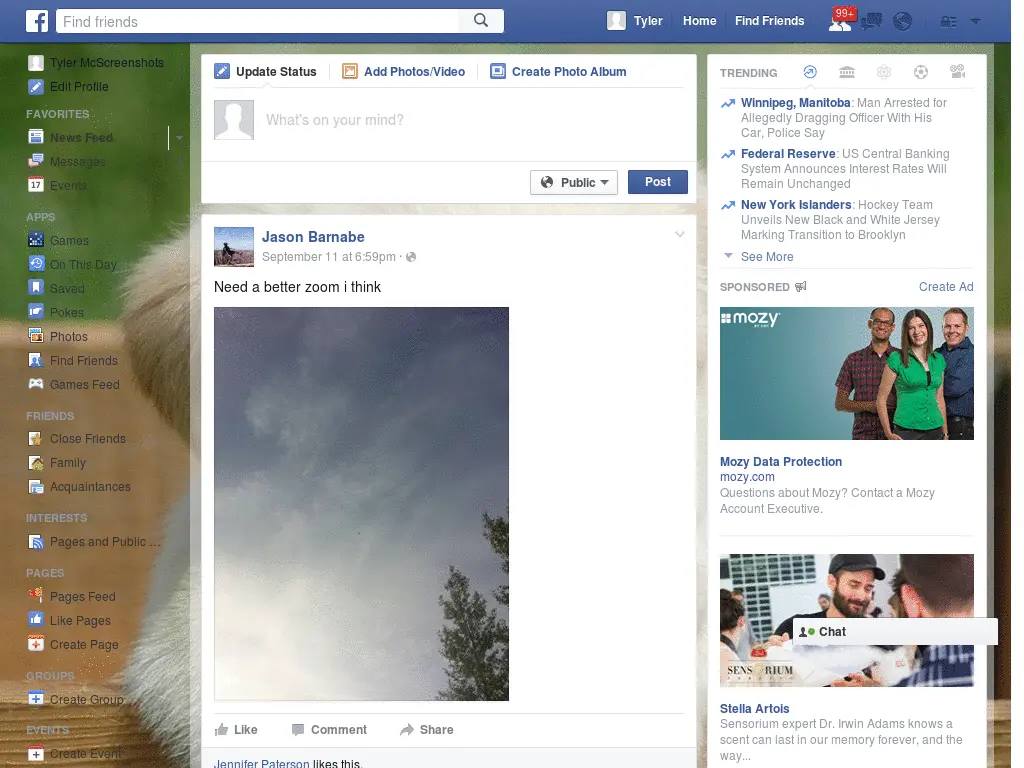 Find friends
Tyler
Home
Find Friends
99+
Tyler McScreenshots
Edit Profile
FAVORITES
News Feed
Messages
17
Events
APPS
Games
On This Day
Saved
Pokes
Photos
Find Friends
Games Feed
FRIENDS
Close Friends
Family
Acquaintances
INTERESTS
Pages and Public ...
PAGES
Pages Feed
Like Pages
Create Page
GROUPS
Create Group
EVENTS
Create Event
Update Status
Add Photos/Video
Create Photo Album
What's on your mind?
Public
Post
Jason Barnabe
September 11 at 6:59pm ·
Need a better zoom i think
Like
Comment
Share
Jennifer Paterson likes this.
TRENDING
Winnipeg, Manitoba: Man Arrested for
Allegedly Dragging Officer With His
Car, Police Say
Federal Reserve: US Central Banking
System Announces Interest Rates Will
Remain Unchanged
New York Islanders: Hockey Team
Unveils New Black and White Jersey
Marking Transition to Brooklyn
See More
SPONSORED
Create Ad
mozy
Mozy Data Protection
mozy.com
Questions about Mozy? Contact a Mozy
Account Executive.
Chat
SENSORIUM
Stella Artois
Sensorium expert Dr. Irwin Adams knows a
scent can last in our memory forever, and the
way...